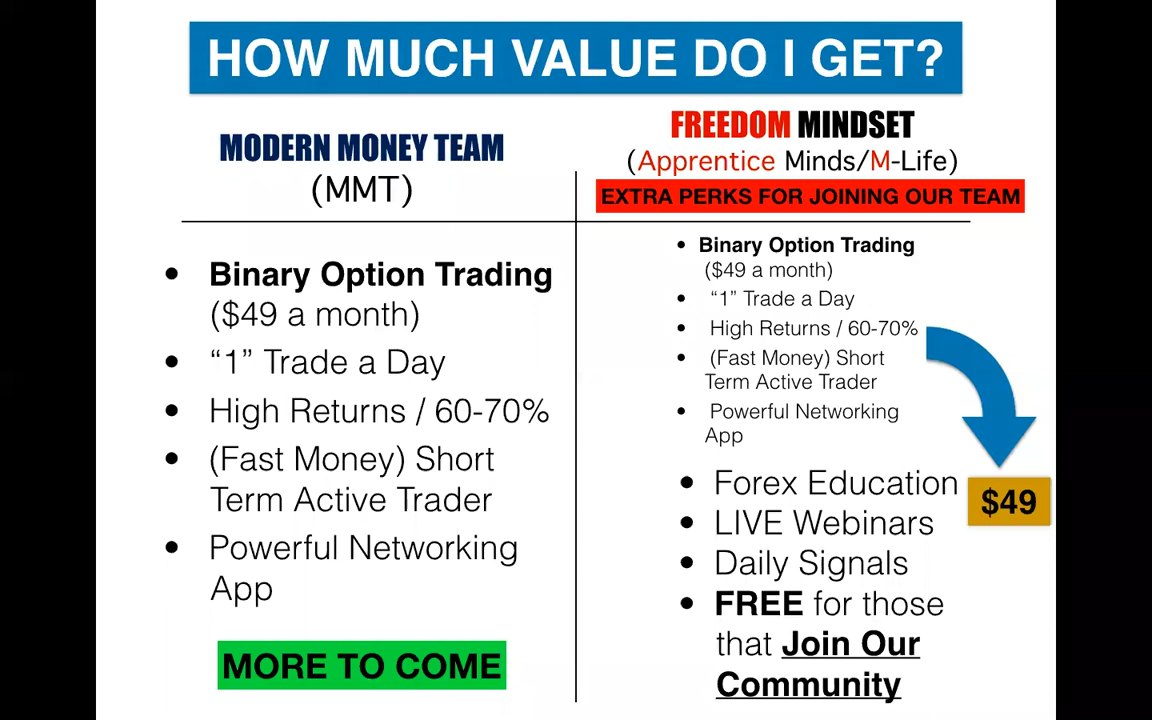 HOW MUCH VALUE DO I GET?
MODERN MONEY TEAM
(MMT)
• Binary Option Trading
($49 a month)
• “1” Trade a Day
• High Returns / 60-70%
• (Fast Money) Short
Term Active Trader
• Powerful Networking
App
MORE TO COME
FREEDOM MINDSET
(Apprentice Minds/M-Life)
EXTRA PERKS FOR JOINING OUR TEAM
• Binary Option Trading
($49 a month)
• “1” Trade a Day
• High Returns / 60-70%
• (Fast Money) Short
Term Active Trader
• Powerful Networking
App
• Forex Education
• LIVE Webinars
• Daily Signals
• FREE for those
that Join Our
Community
$49